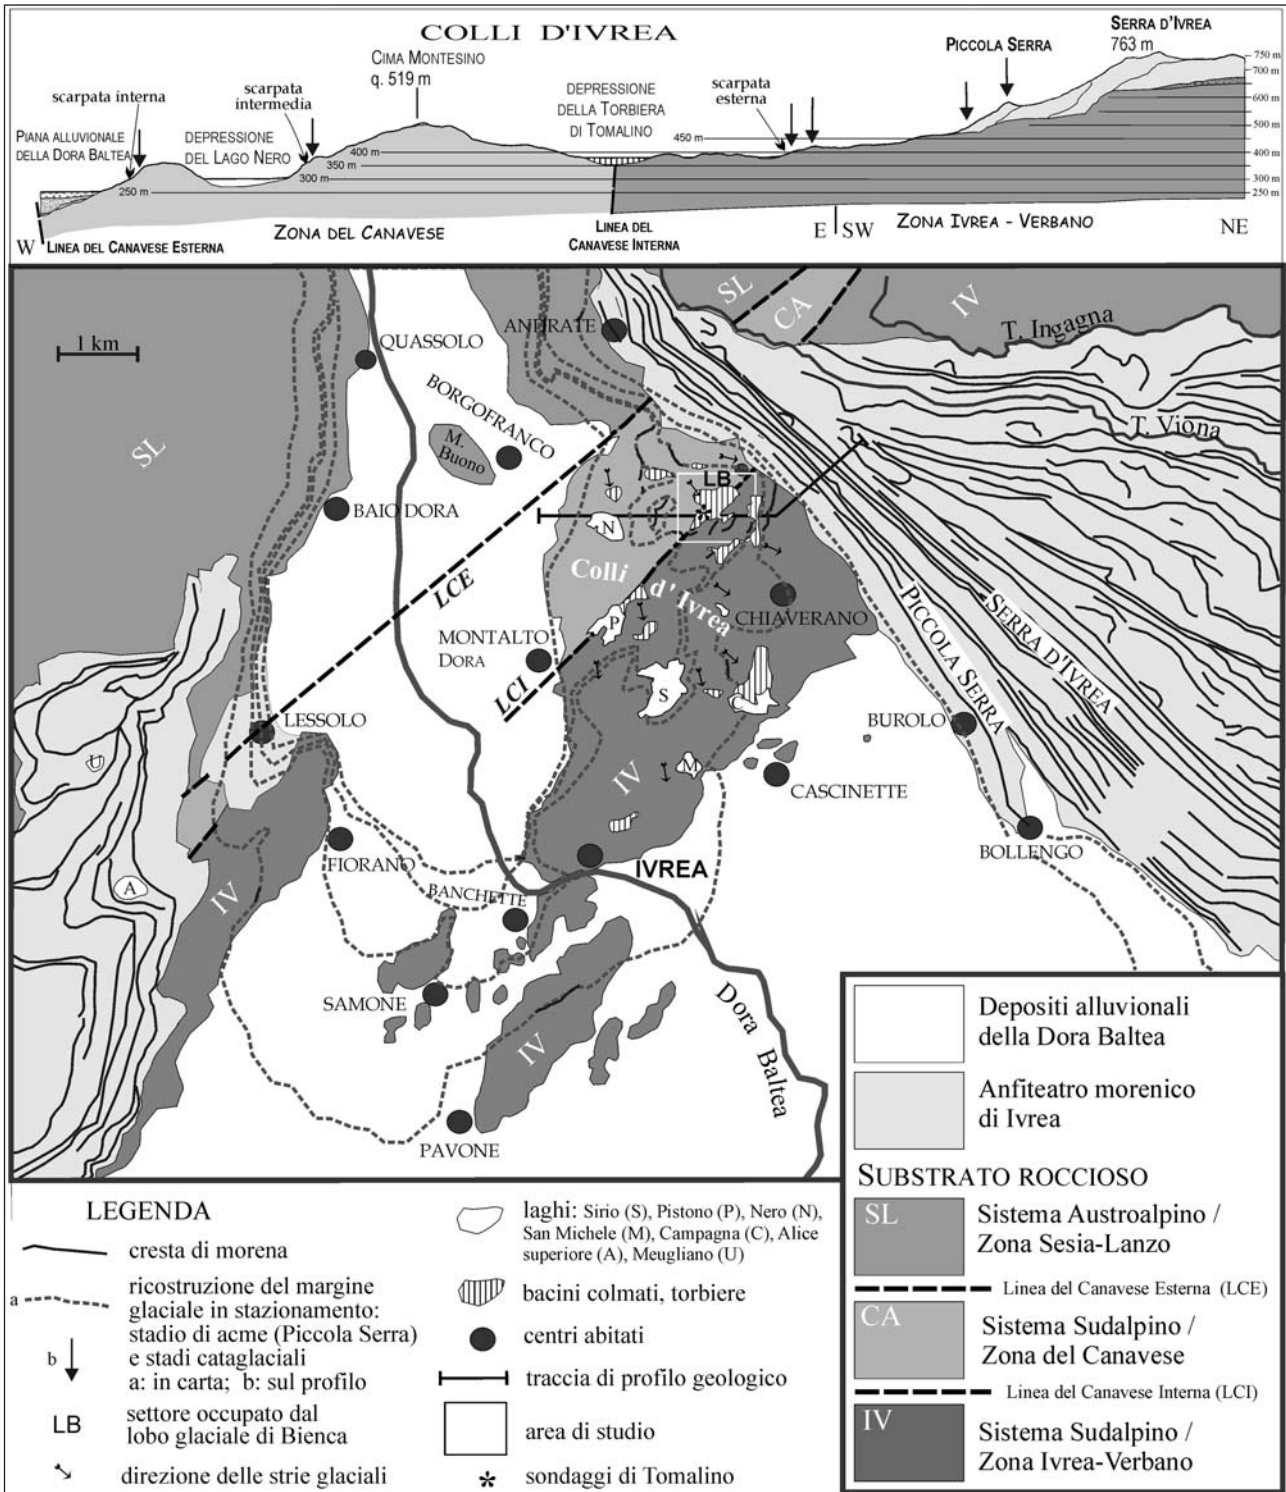 COLLI D'IVREA
SERRA D'IVREA
763 m
PICCOLA SERRA
CIMA MONTESINO
q. 519 m
scarpata interna
scarpata
intermedia
DEPRESSIONE
DELLA TORBIERA
DI TOMALINO
scarpata
esterna
PIANA ALLUVIONALE
DELLA DORA BALTEA
DEPRESSIONE
DEL LAGO NERO
750 m
700 m
600 m
500 m
400 m
300 m
250 m
450 m
400 m
350 m
300 m
250 m
W
LINEA DEL CANAVESE ESTERNA
ZONA DEL CANAVESE
LINEA DEL
CANAVESE INTERNA
E | SW
ZONA IVREA - VERBANO
NE
1 km
SL
CA
IV
T. Ingagna
ANDRATE
QUASSOLO
BORGOFRANCO
M.
Buono
SL
T. Viona
LB
BAIO DORA
N
Colli d'Ivrea
LCE
CHIAVERANO
P
MONTALTO
DORA
LCI
S
C
PICCOLA SERRA
SERRA D'IVREA
LESSOLO
BUROLO
U
M
IV
CASCINETTE
FIORANO
BOLLENGO
IVREA
A
IV
BANCHETTE
SAMONE
IV
Dora Baltea
PAVONE
LEGENDA
cresta di morena
a
ricostruzione del margine
glaciale in stazionamento:
stadio di acme (Piccola Serra)
e stadi cataglaciali
a: in carta; b: sul profilo
b
LB
settore occupato dal
lobo glaciale di Bienca
direzione delle strie glaciali
laghi: Sirio (S), Pistono (P), Nero (N),
San Michele (M), Campagna (C), Alice
superiore (A), Meugliano (U)
bacini colmati, torbiere
centri abitati
traccia di profilo geologico
area di studio
* sondaggi di Tomalino
Depositi alluvionali
della Dora Baltea
Anfiteatro morenico
di Ivrea
SUBSTRATO ROCCIOSO
SL
Sistema Austroalpino /
Zona Sesia-Lanzo
Linea del Canavese Esterna (LCE)
CA
Sistema Sudalpino /
Zona del Canavese
Linea del Canavese Interna (LCI)
IV
Sistema Sudalpino /
Zona Ivrea-Verbano